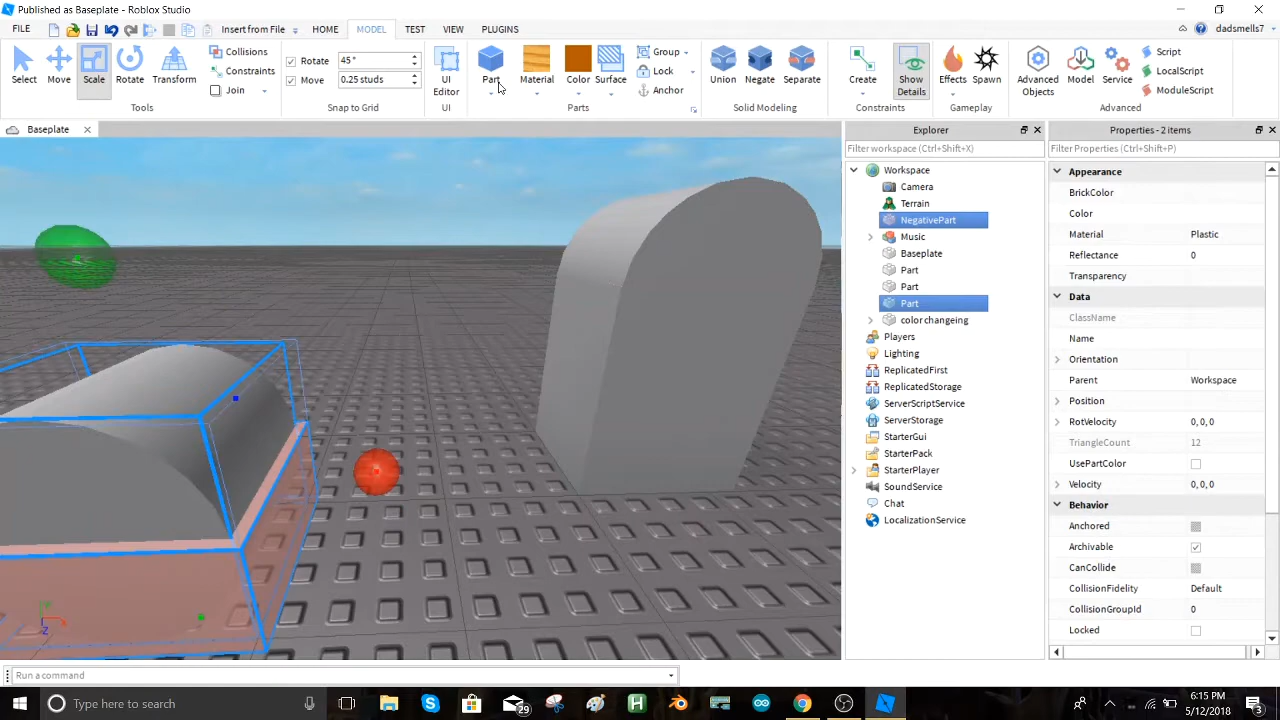 Published as Baseplate - Roblox Studio
FILE Insert from File HOME MODEL TEST VIEW PLUGINS dadsmells7
Select Move Scale Rotate Transform Collisions Constraints Join Rotate 45° Move 0.25 studs UI Editor Part Material Color Surface Group Lock Anchor Union Negate Separate Create Show Details Effects Spawn Advanced Objects Model Service Script LocalScript ModuleScript
Tools Snap to Grid UI Parts Solid Modeling Constraints Gameplay Advanced
Baseplate
Explorer
Filter workspace (Ctrl+Shift+X)
Workspace
Camera
Terrain
NegativePart
Music
Baseplate
Part
Part
Part
color changeing
Players
Lighting
ReplicatedFirst
ReplicatedStorage
ServerScriptService
ServerStorage
StarterGui
StarterPack
StarterPlayer
SoundService
Chat
LocalizationService
Properties - 2 items
Filter Properties (Ctrl+Shift+P)
Appearance
BrickColor
Color
Material Plastic
Reflectance 0
Transparency
Data
ClassName
Name
Orientation
Parent Workspace
Position
RotVelocity 0, 0, 0
TriangleCount 12
UsePartColor
Velocity 0, 0, 0
Behavior
Anchored
Archivable
CanCollide
CollisionFidelity Default
CollisionGroupId 0
Locked
Z
Run a command
Type here to search
29
6:15 PM
5/12/2018
3